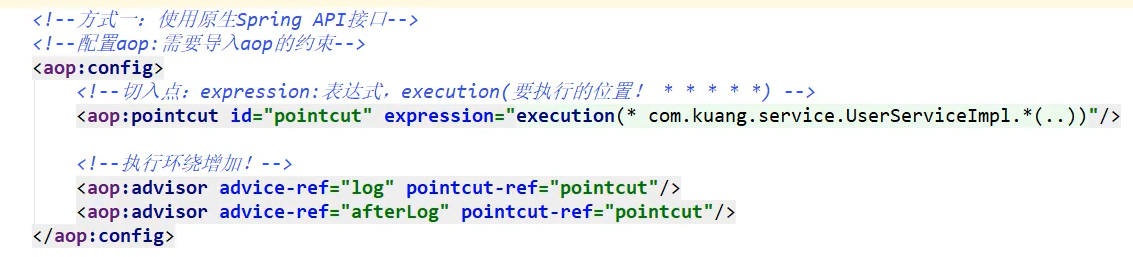 <!--方式一：使用原生Spring API接口-->
<!--配置aop:需要导入aop的约束-->
<aop:config>
<!--切入点：expression:表达式，execution(要执行的位置！ * * * * *) -->
<aop:pointcut id="pointcut" expression="execution(* com.kuang.service.UserServiceImpl.*(..))"/>
<!--执行环绕增加！-->
<aop:advisor advice-ref="log" pointcut-ref="pointcut"/>
<aop:advisor advice-ref="afterLog" pointcut-ref="pointcut"/>
</aop:config>